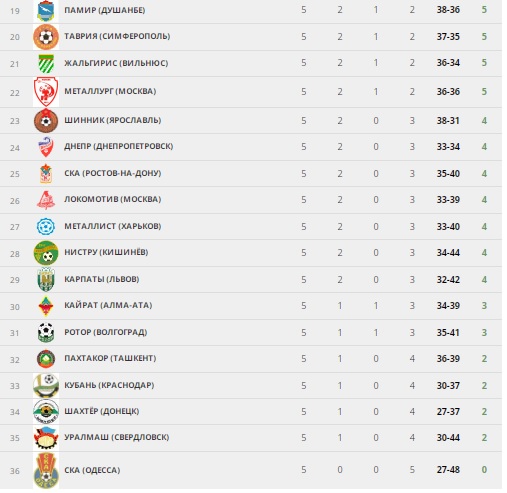 19 ПАМИР (ДУШАНБЕ) 5 2 1 2 38-36 5
20 ТАВРИЯ (СИМФЕРОПОЛЬ) 5 2 1 2 37-35 5
21 ЖАЛЬГИРИС (ВИЛЬНЮС) 5 2 1 2 36-34 5
22 МЕТАЛЛУРГ (МОСКВА) 5 2 1 2 36-36 5
23 ШИННИК (ЯРОСЛАВЛЬ) 5 2 0 3 38-31 4
24 ДНЕПР (ДНЕПРОПЕТРОВСК) 5 2 0 3 33-34 4
25 СКА (РОСТОВ-НА-ДОНУ) 5 2 0 3 35-40 4
26 ЛОКОМОТИВ (МОСКВА) 5 2 0 3 33-39 4
27 МЕТАЛЛИСТ (ХАРЬКОВ) 5 2 0 3 33-40 4
28 НИСТРУ (КИШИНЁВ) 5 2 0 3 34-44 4
29 КАРПАТЫ (ЛЬВОВ) 5 2 0 3 32-42 4
30 КАЙРАТ (АЛМА-АТА) 5 1 1 3 34-39 3
31 РОТОР (ВОЛГОГРАД) 5 1 1 3 35-41 3
32 ПАХТАКОР (ТАШКЕНТ) 5 1 0 4 36-39 2
33 КУБАНЬ (КРАСНОДАР) 5 1 0 4 30-37 2
34 ШАХТЁР (ДОНЕЦК) 5 1 0 4 27-37 2
35 УРАЛМАШ (СВЕРДЛОВСК) 5 1 0 4 30-44 2
36 СКА (ОДЕССА) 5 0 0 5 27-48 0